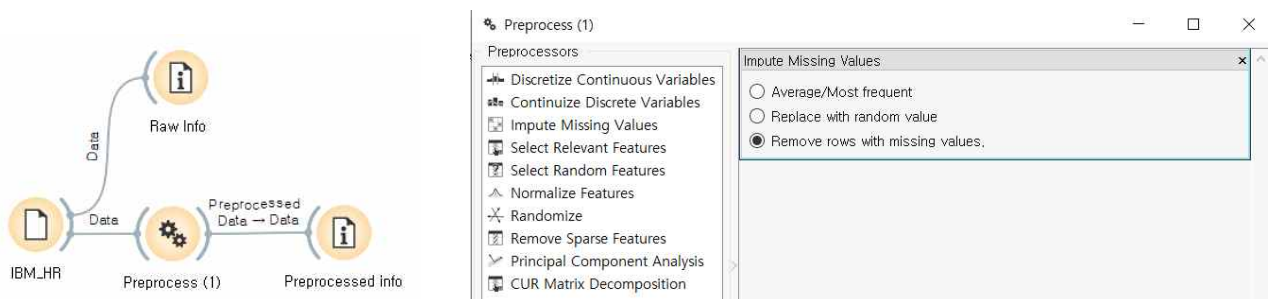 Raw Info
Data
IBM_HR
Data
Preprocess (1)
Preprocessed
Data → Data
Preprocessed info
Preprocess (1)
Preprocessors
Discretize Continuous Variables
Continuize Discrete Variables
Impute Missing Values
Select Relevant Features
Select Random Features
Normalize Features
Randomize
Remove Sparse Features
Principal Component Analysis
CUR Matrix Decomposition
Impute Missing Values
Average/Most frequent
Replace with random value
Remove rows with missing values.